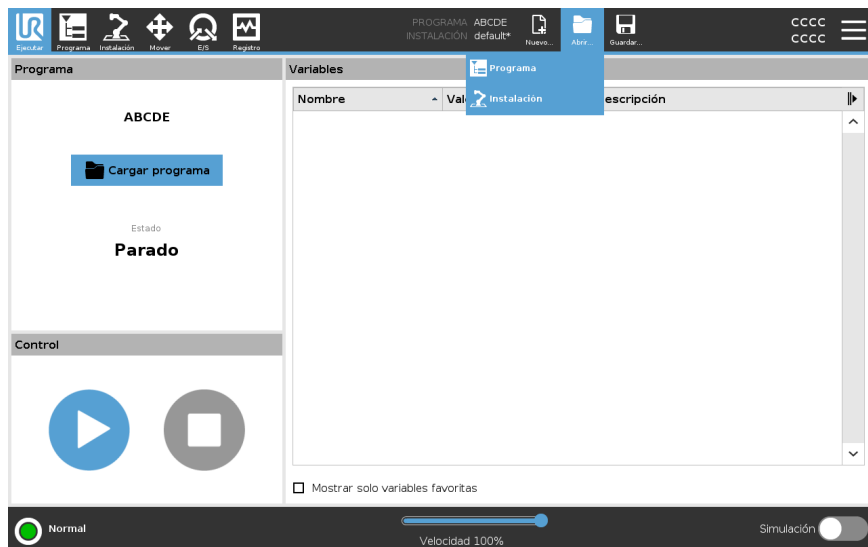 PROGRAMA ABCDE
INSTALACIÓN default*
CCCC
CCCC
Ejecutar Programa Instalación Mover E/S Registro Nuevo... Abrir... Guardar...
Programa
Instalación
Programa
Variables
Nombre Val escripción
ABCDE
Cargar programa
Estado
Parado
Control
Mostrar solo variables favoritas
Normal
Velocidad 100%
Simulación